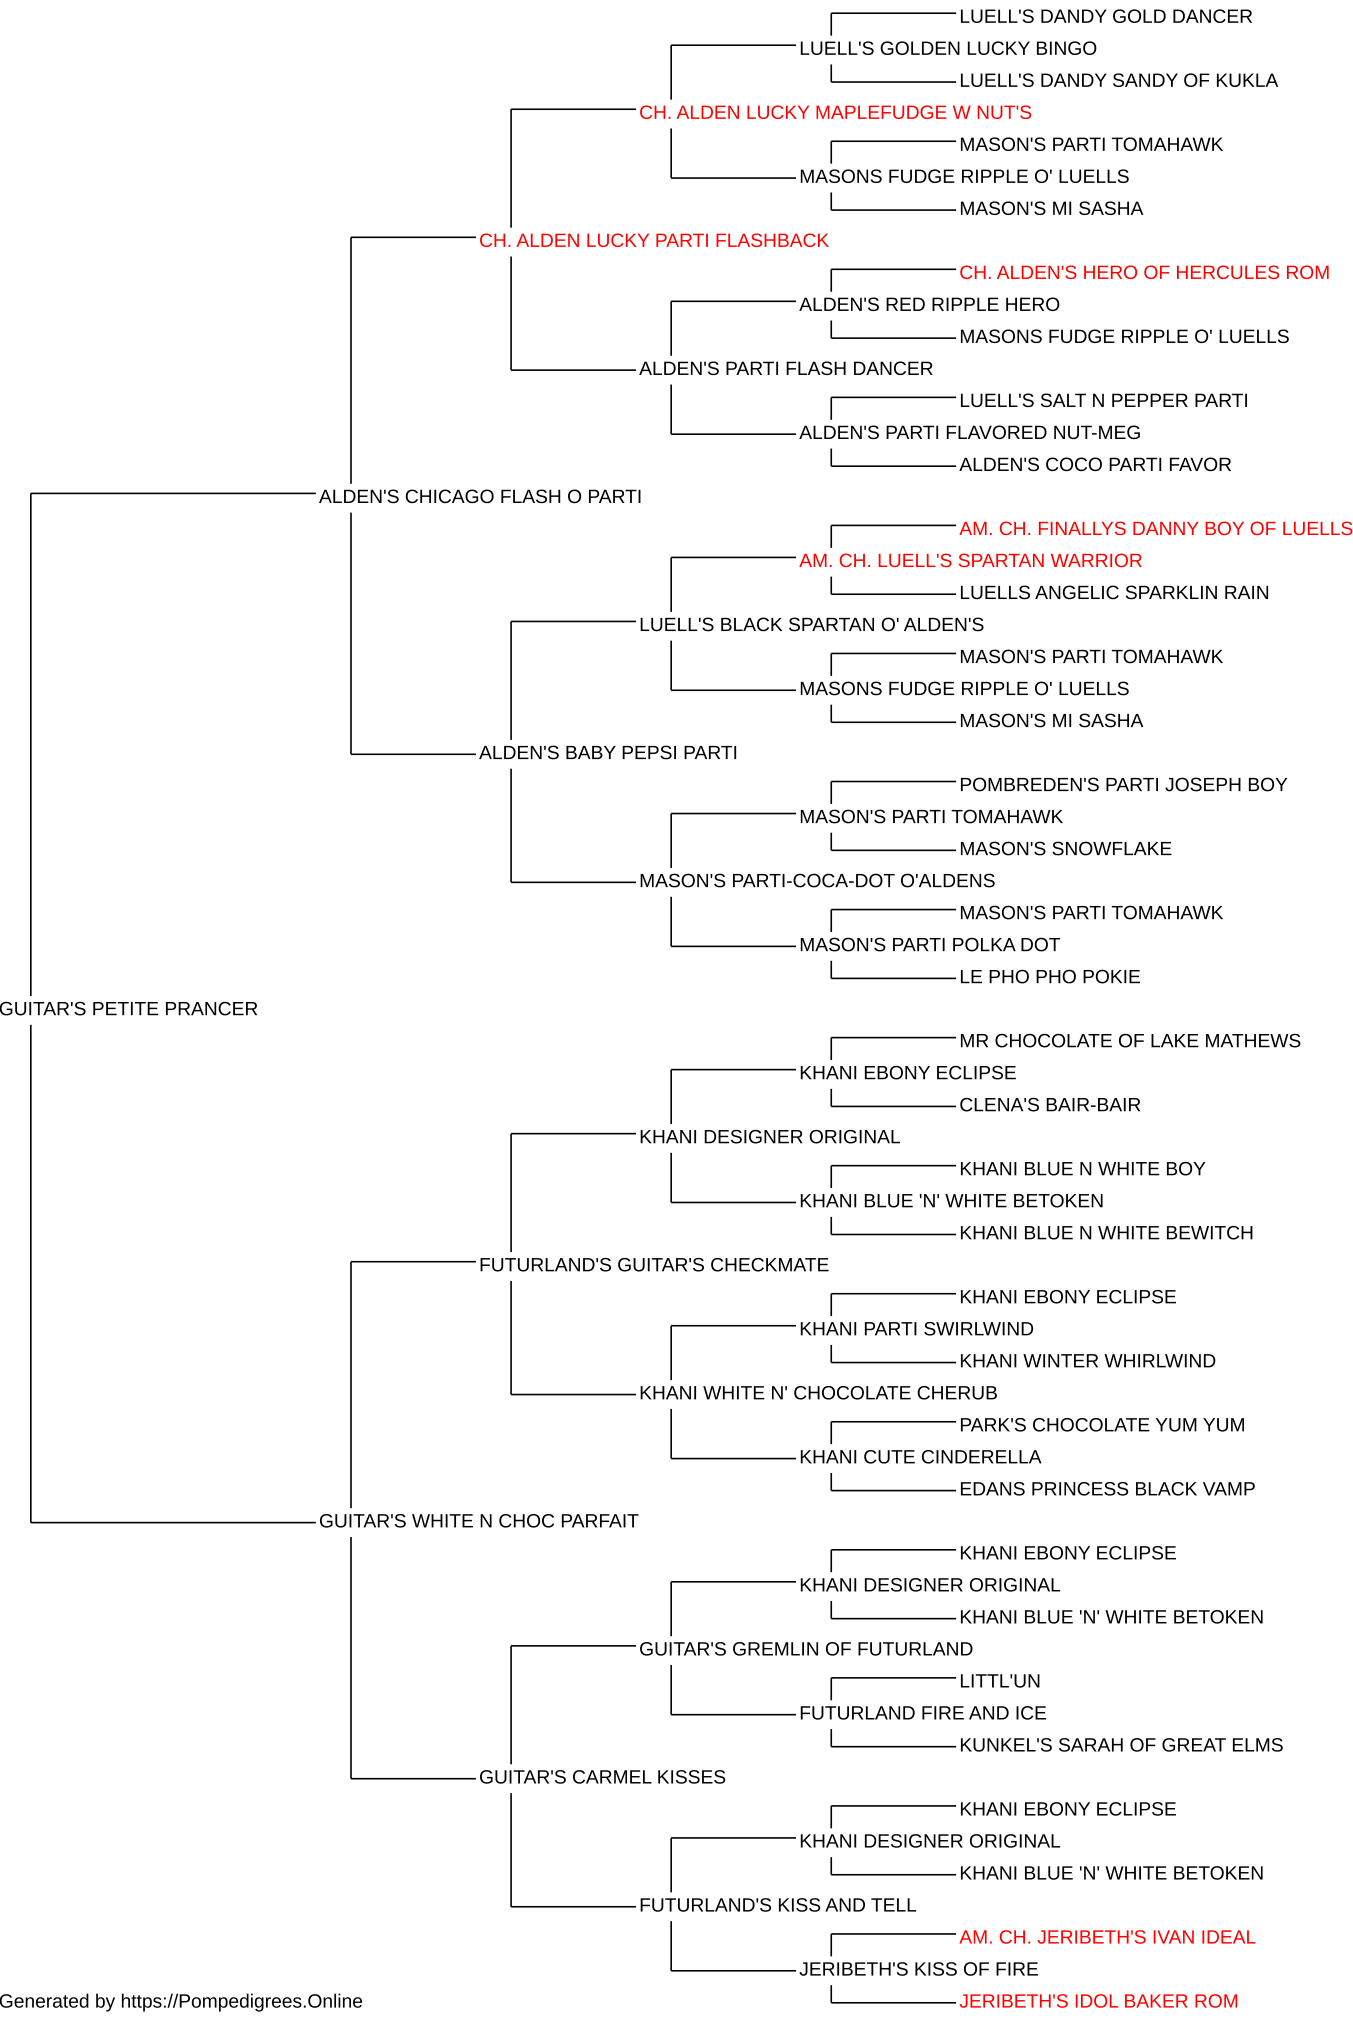 LUELL'S DANDY GOLD DANCER
LUELL'S GOLDEN LUCKY BINGO
LUELL'S DANDY SANDY OF KUKLA
CH. ALDEN LUCKY MAPLEFUDGE W NUT'S
MASON'S PARTI TOMAHAWK
MASONS FUDGE RIPPLE O' LUELLS
MASON'S MI SASHA
CH. ALDEN LUCKY PARTI FLASHBACK
CH. ALDEN'S HERO OF HERCULES ROM
ALDEN'S RED RIPPLE HERO
MASONS FUDGE RIPPLE O' LUELLS
ALDEN'S PARTI FLASH DANCER
LUELL'S SALT N PEPPER PARTI
ALDEN'S PARTI FLAVORED NUT-MEG
ALDEN'S COCO PARTI FAVOR
ALDEN'S CHICAGO FLASH O PARTI
AM. CH. FINALLYS DANNY BOY OF LUELLS
AM. CH. LUELL'S SPARTAN WARRIOR
LUELLS ANGELIC SPARKLIN RAIN
LUELL'S BLACK SPARTAN O' ALDEN'S
MASON'S PARTI TOMAHAWK
MASONS FUDGE RIPPLE O' LUELLS
MASON'S MI SASHA
ALDEN'S BABY PEPSI PARTI
POMBREDEN'S PARTI JOSEPH BOY
MASON'S PARTI TOMAHAWK
MASON'S SNOWFLAKE
MASON'S PARTI-COCA-DOT O'ALDENS
MASON'S PARTI TOMAHAWK
MASON'S PARTI POLKA DOT
LE PHO PHO POKIE
GUITAR'S PETITE PRANCER
MR CHOCOLATE OF LAKE MATHEWS
KHANI EBONY ECLIPSE
CLENA'S BAIR-BAIR
KHANI DESIGNER ORIGINAL
KHANI BLUE N WHITE BOY
KHANI BLUE 'N' WHITE BETOKEN
KHANI BLUE N WHITE BEWITCH
FUTURLAND'S GUITAR'S CHECKMATE
KHANI EBONY ECLIPSE
KHANI PARTI SWIRLWIND
KHANI WINTER WHIRLWIND
KHANI WHITE N' CHOCOLATE CHERUB
PARK'S CHOCOLATE YUM YUM
KHANI CUTE CINDERELLA
EDANS PRINCESS BLACK VAMP
GUITAR'S WHITE N CHOC PARFAIT
KHANI EBONY ECLIPSE
KHANI DESIGNER ORIGINAL
KHANI BLUE 'N' WHITE BETOKEN
GUITAR'S GREMLIN OF FUTURLAND
LITTL'UN
FUTURLAND FIRE AND ICE
KUNKEL'S SARAH OF GREAT ELMS
GUITAR'S CARMEL KISSES
KHANI EBONY ECLIPSE
KHANI DESIGNER ORIGINAL
KHANI BLUE 'N' WHITE BETOKEN
FUTURLAND'S KISS AND TELL
AM. CH. JERIBETH'S IVAN IDEAL
JERIBETH'S KISS OF FIRE
JERIBETH'S IDOL BAKER ROM
Generated by https://Pompedigrees.Online